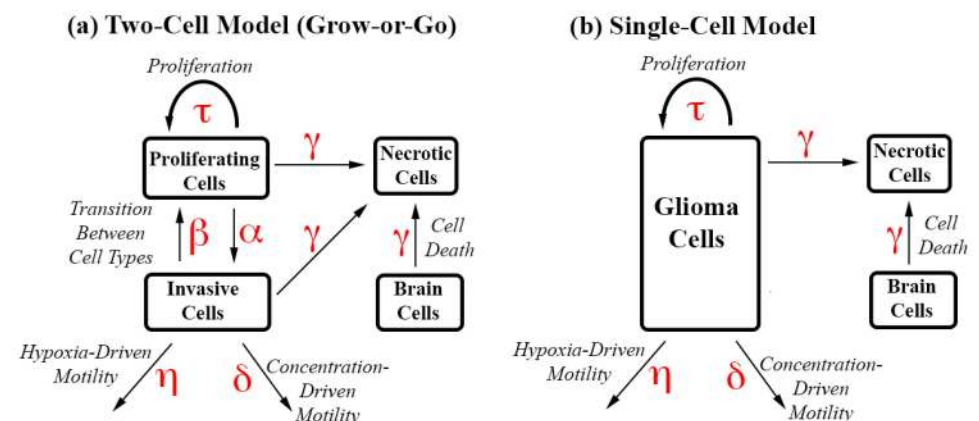 (a) Two-Cell Model (Grow-or-Go)
Proliferation
τ
Proliferating
Cells
γ
Necrotic
Cells
Transition
Between
Cell Types
β
α
γ
γ
Cell
Death
Invasive
Cells
Brain
Cells
Hypoxia-Driven
Motility
η
δ
Concentration-
Driven
Motility
(b) Single-Cell Model
Proliferation
τ
Glioma
Cells
γ
Necrotic
Cells
γ
Cell
Death
Brain
Cells
Hypoxia-Driven
Motility
η
δ
Concentration-
Driven
Motility